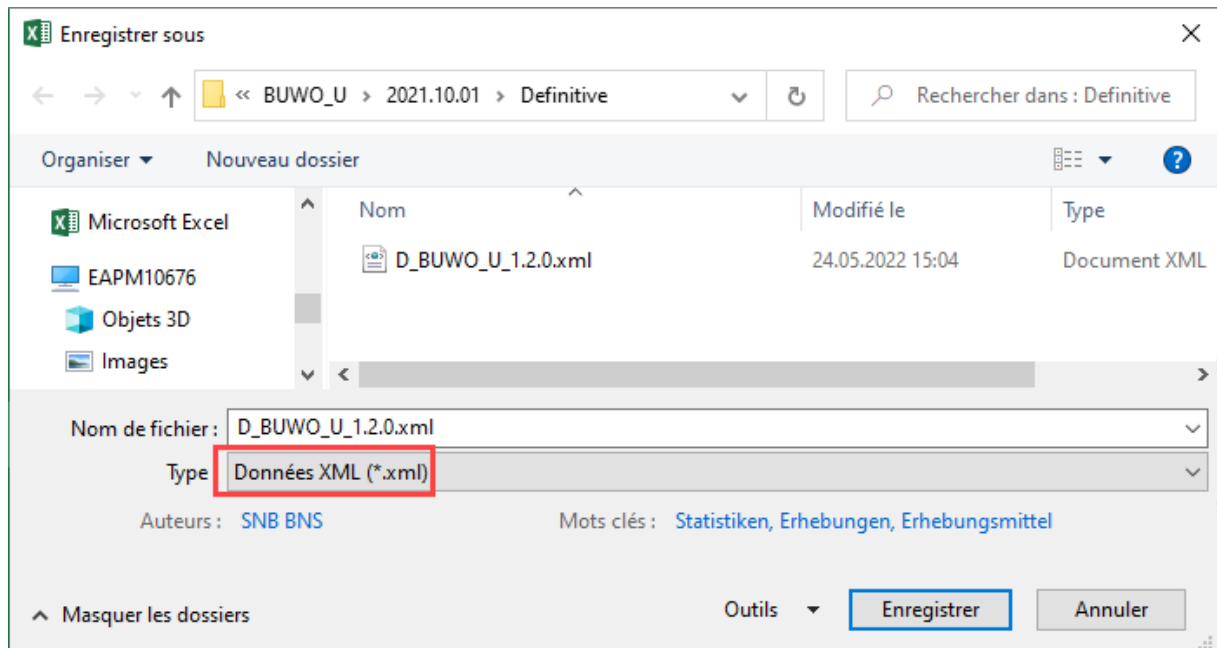 Enregistrer sous
« BUWO_U > 2021.10.01 > Definitive Rechercher dans : Definitive
Organiser Nouveau dossier
Nom Modifié le Type
Microsoft Excel
D_BUWO_U_1.2.0.xml 24.05.2022 15:04 Document XML
EAPM10676
Objets 3D
Images
Nom de fichier : D_BUWO_U_1.2.0.xml
Type Données XML (*.xml)
Auteurs : SNB BNS Mots clés : Statistiken, Erhebungen, Erhebungsmittel
Masquer les dossiers Outils Enregistrer Annuler